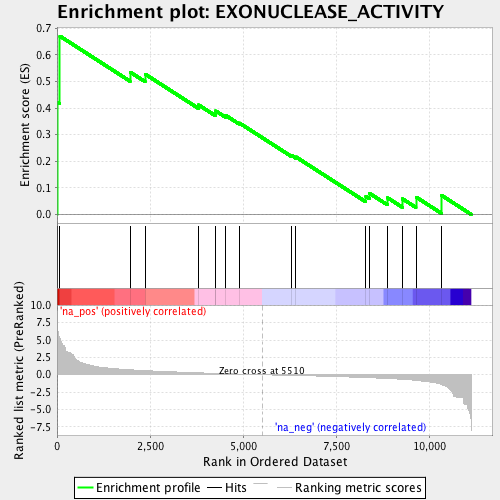 Enrichment plot: EXONUCLEASE_ACTIVITY
Enrichment score (ES)
0.7
0.6
0.5
0.4
0.3
0.2
0.1
0.0
Ranked list metric (PreRanked)
10.0
7.5
5.0
2.5
0.0
-2.5
-5.0
-7.5
'na_pos' (positively correlated)
Zero cross at 5510
'na_neg' (negatively correlated)
0
2,500
5,000
7,500
10,000
Rank in Ordered Dataset
Enrichment profile
Hits
Ranking metric scores